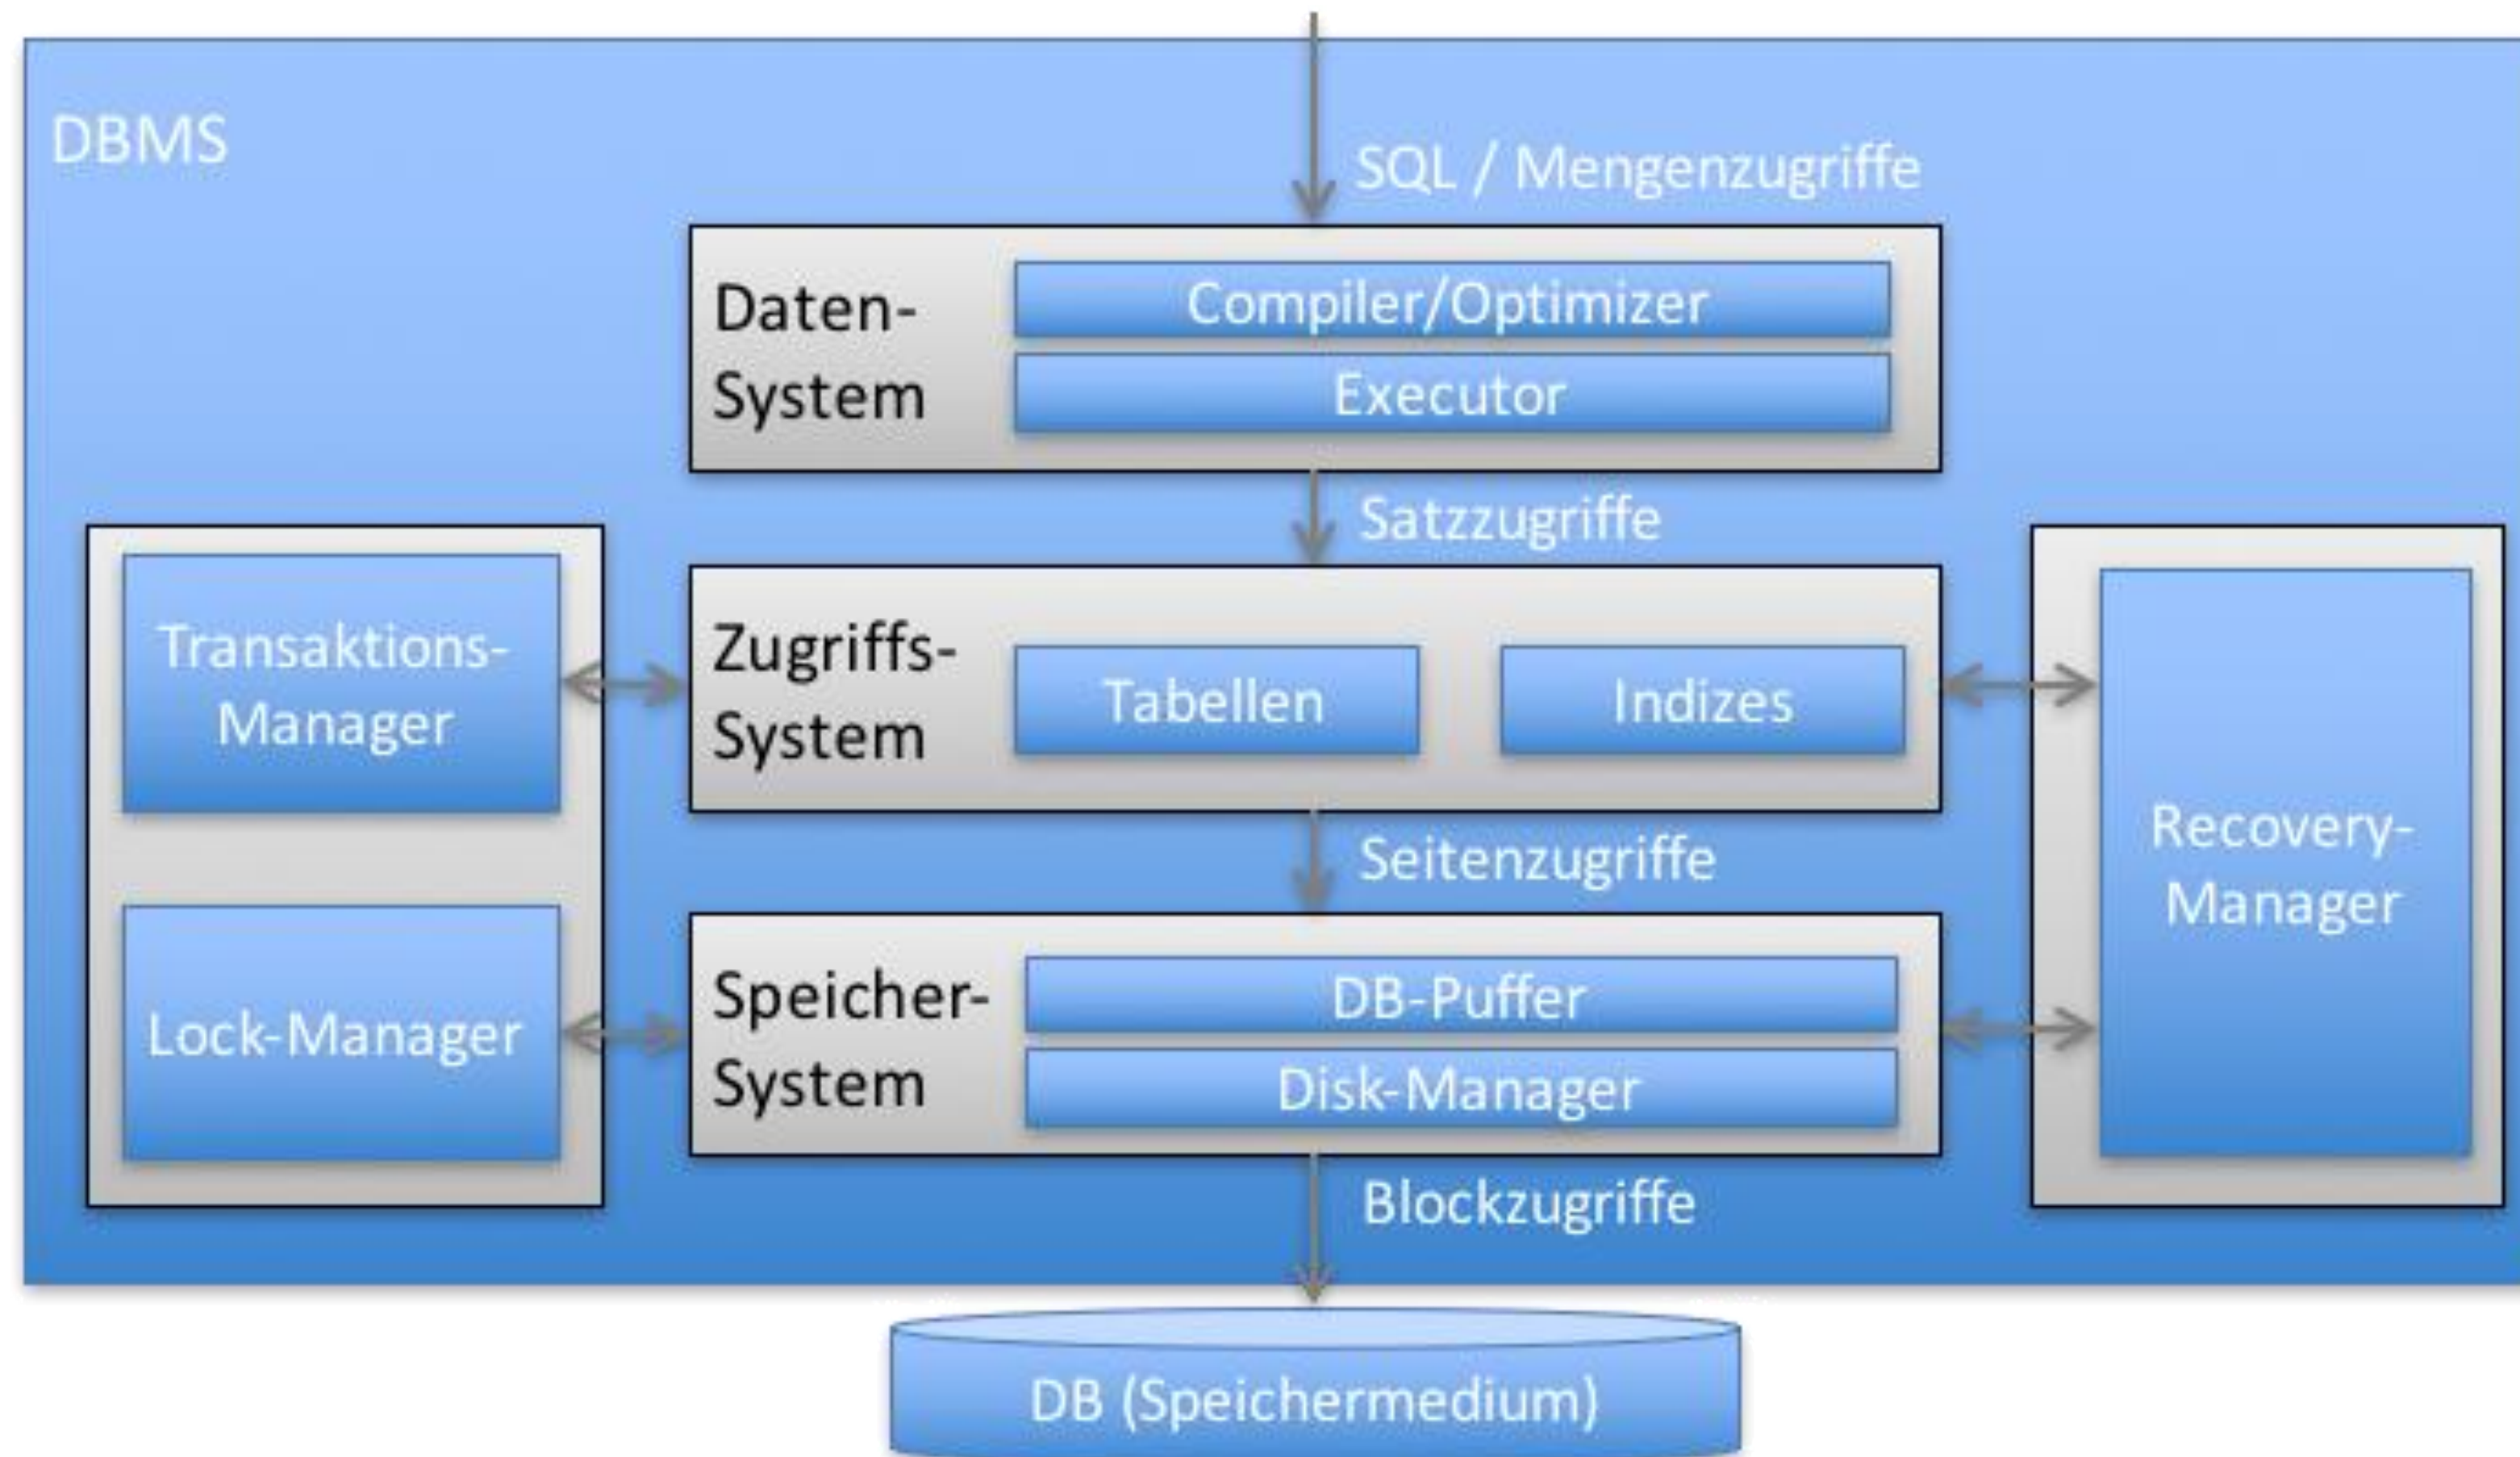 DBMS
SQL / Mengenzugriffe
Daten-
System
Compiler/Optimizer
Executor
Satzzugriffe
Transaktions-
Manager
Lock-Manager
Zugriffs-
System
Tabellen
Indizes
Seitenzugriffe
Speicher-
System
DB-Puffer
Disk-Manager
Recovery-
Manager
Blockzugriffe
DB (Speichermedium)